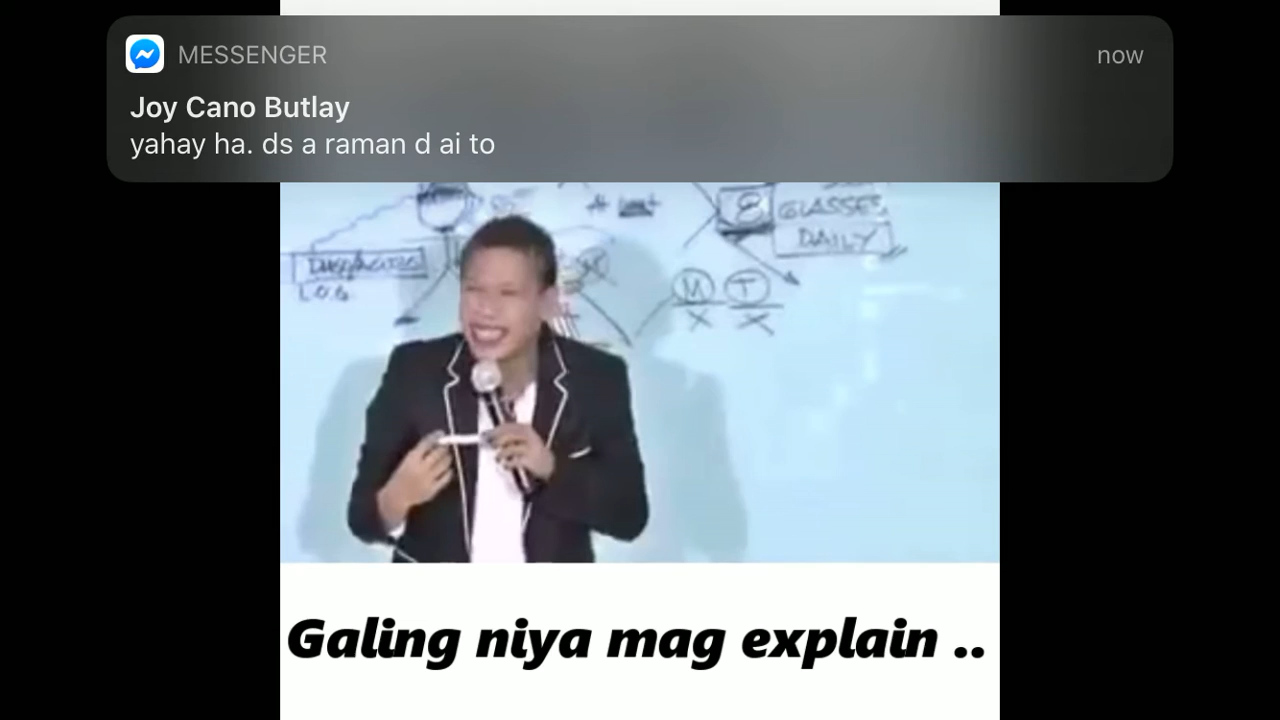 MESSENGER now
Joy Cano Butlay
yahay ha. ds a raman d ai to
8 GLASSES
DAILY
M T
X X
Galing niya mag explain ..